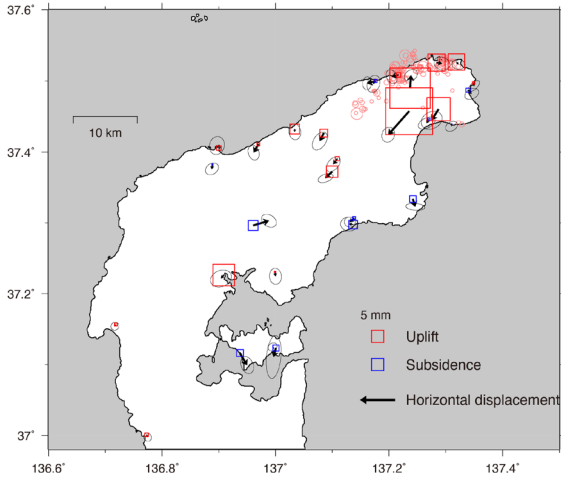 37.6˚
10 km
37.4˚
37.2˚
5 mm
Uplift
Subsidence
Horizontal displacement
37˚
136.6˚ 136.8˚ 137˚ 137.2˚ 137.4˚